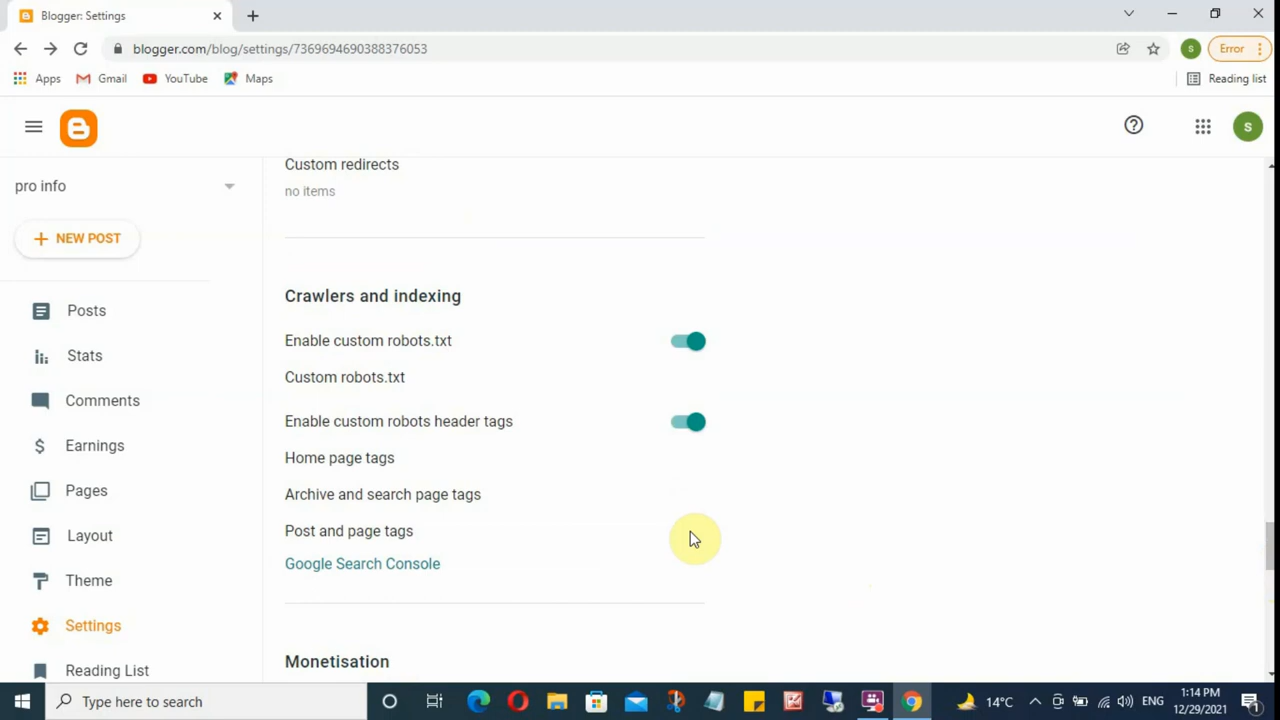 Blogger: Settings
blogger.com/blog/settings/7369694690388376053
S
Error
Apps
Gmail
YouTube
Maps
Reading list
S
pro info
NEW POST
Posts
Stats
Comments
Earnings
Pages
Layout
Theme
Settings
Reading List
Custom redirects
no items
Crawlers and indexing
Enable custom robots.txt
Custom robots.txt
Enable custom robots header tags
Home page tags
Archive and search page tags
Post and page tags
Google Search Console
Monetisation
Type here to search
14°C
ENG
1:14 PM
12/29/2021
1